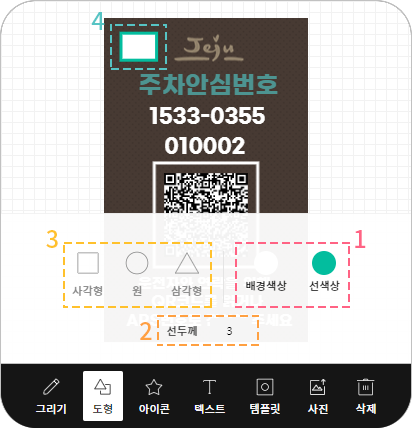 4
Jeju
주차안심번호
1533-0355
010002
3
1
사각형
원
삼각형
배경색상
선색상
2
선두께
3
그리기
도형
아이콘
텍스트
템플릿
사진
삭제